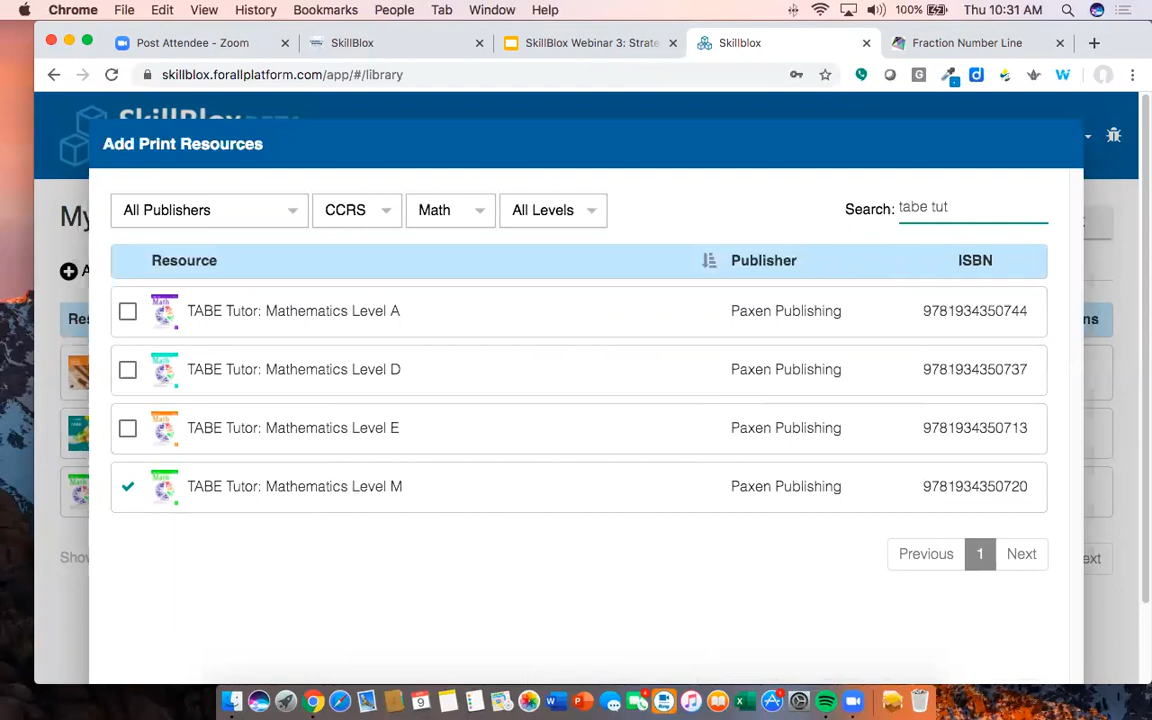 Chrome File Edit View History Bookmarks People Tab Window Help 100% Thu 10:31 AM
Post Attendee - Zoom SkillBlox SkillBlox Webinar 3: Strate Skillblox Fraction Number Line
skillblox.forallplatform.com/app/#/library
Add Print Resources
My
All Publishers CCRS Math All Levels Search: tabe tut
Resource Publisher ISBN
TABE Tutor: Mathematics Level A Paxen Publishing 9781934350744
TABE Tutor: Mathematics Level D Paxen Publishing 9781934350737
TABE Tutor: Mathematics Level E Paxen Publishing 9781934350713
TABE Tutor: Mathematics Level M Paxen Publishing 9781934350720
Previous 1 Next
Show